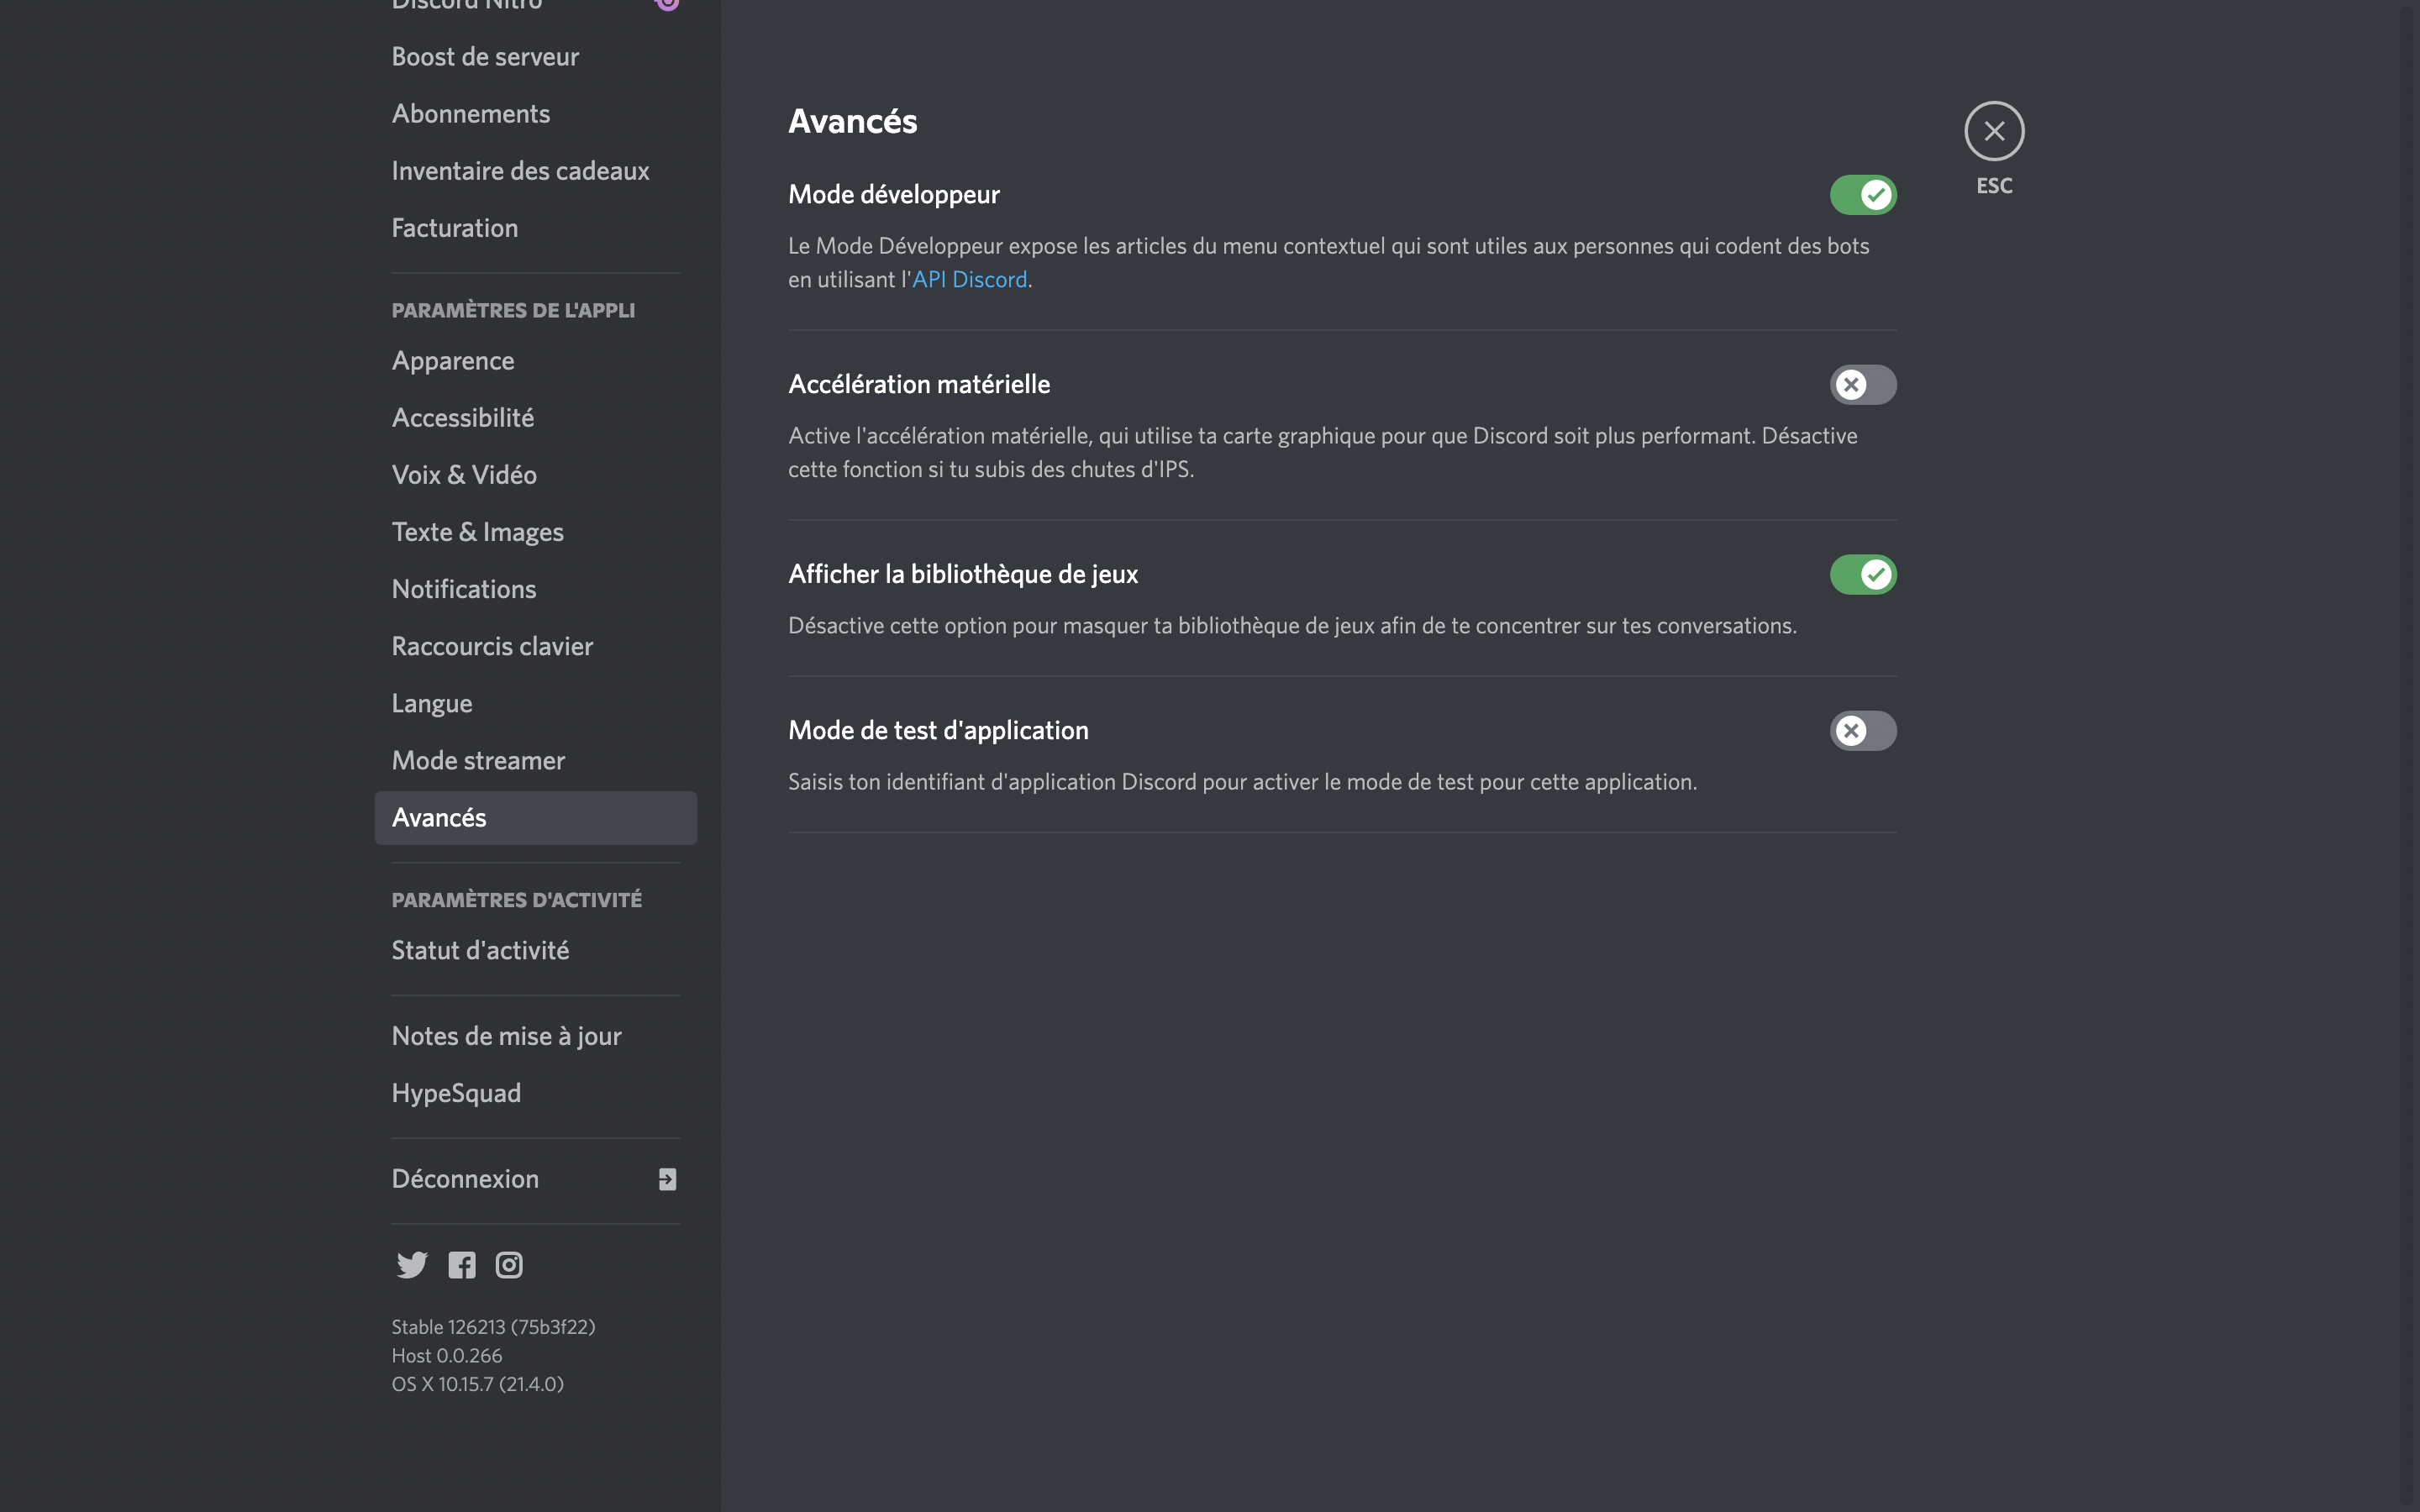 Discord Nitro
Boost de serveur
Abonnements
Inventaire des cadeaux
Facturation
PARAMÈTRES DE L'APPLI
Apparence
Accessibilité
Voix & Vidéo
Texte & Images
Notifications
Raccourcis clavier
Langue
Mode streamer
Avancés
PARAMÈTRES D'ACTIVITÉ
Statut d'activité
Notes de mise à jour
HypeSquad
Déconnexion
Stable 126213 (75b3f22)
Host 0.0.266
OS X 10.15.7 (21.4.0)
Avancés
Mode développeur
Le Mode Développeur expose les articles du menu contextuel qui sont utiles aux personnes qui codent des bots
en utilisant l'API Discord.
Accélération matérielle
Active l'accélération matérielle, qui utilise ta carte graphique pour que Discord soit plus performant. Désactive
cette fonction si tu subis des chutes d'IPS.
Afficher la bibliothèque de jeux
Désactive cette option pour masquer ta bibliothèque de jeux afin de te concentrer sur tes conversations.
Mode de test d'application
Saisis ton identifiant d'application Discord pour activer le mode de test pour cette application.
ESC